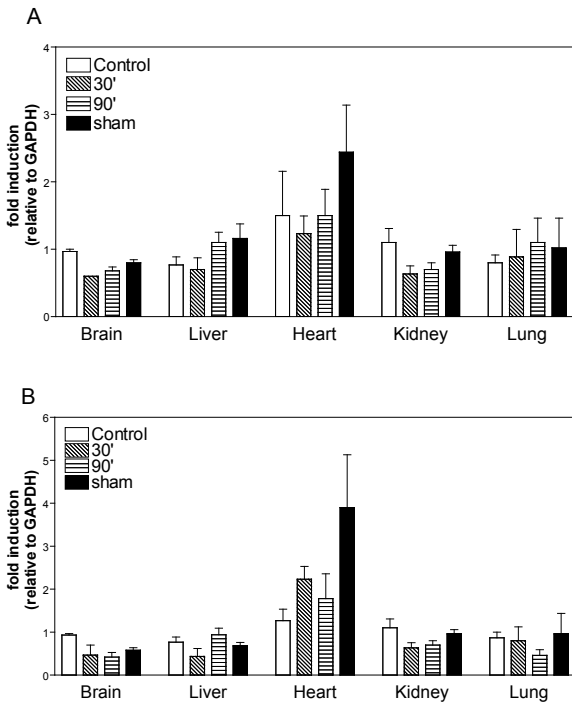 A
fold induction
(relative to GAPDH)
4
3
2
1
0
Control
30'
90'
sham
Brain Liver Heart Kidney Lung
B
fold induction
(relative to GAPDH)
6
5
4
3
2
1
0
Control
30'
90'
sham
Brain Liver Heart Kidney Lung